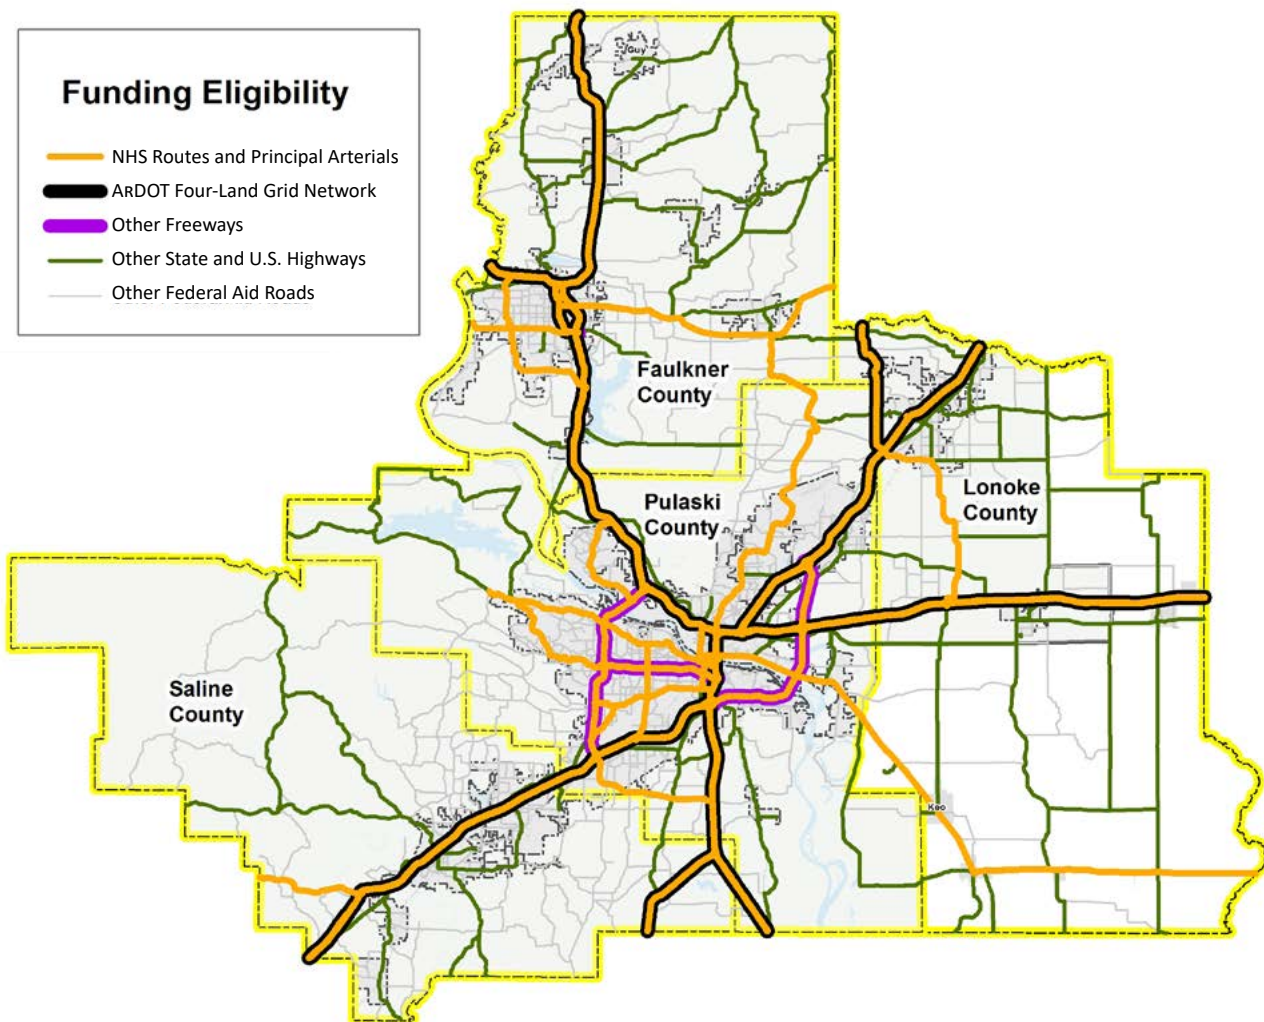 Funding Eligibility
NHS Routes and Principal Arterials
ARDOT Four-Land Grid Network
Other Freeways
Other State and U.S. Highways
Other Federal Aid Roads
Guy
Faulkner
County
Pulaski
County
Lonoke
County
Saline
County
Keo